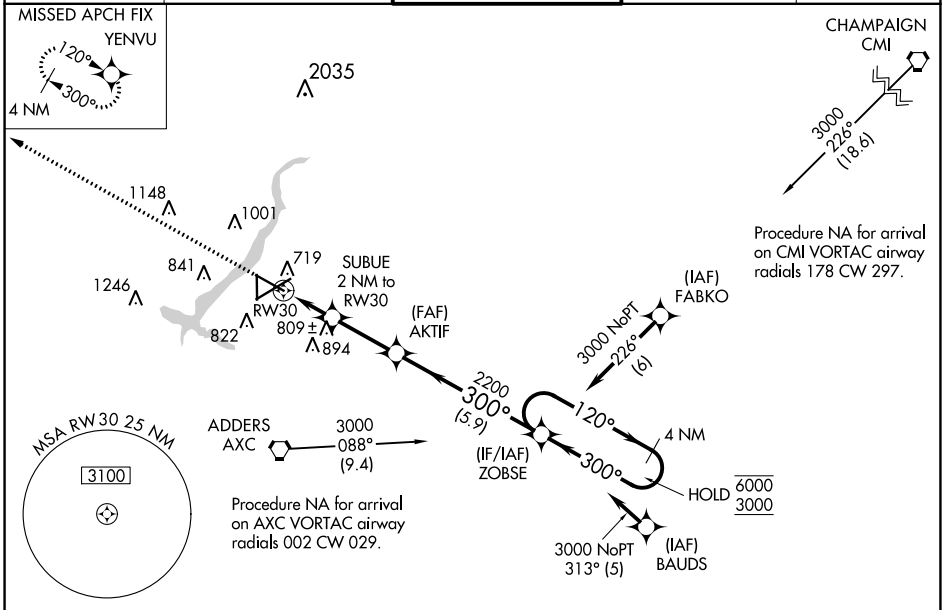 MISSED APCH FIX
YENVU
120°
300°
4 NM
2035
CHAMPAIGN
CMI
3000
226°
(18.6)
Procedure NA for arrival
on CMI VORTAC airway
radials 178 CW 297.
1148
1001
841
719
1246
RW30
822
809 ±
894
SUBUE
2 NM to
RW30
(FAF)
AKTIF
(IAF)
FABKO
3000 NoPT
226°
(6)
2200
300°
(5.9)
120°
4 NM
300°
(IF/IAF)
ZOBSE
HOLD
6000
3000
3000 NoPT
313° (5)
(IAF)
BAUDS
ADDERS
AXC
3000
088°
(9.4)
Procedure NA for arrival
on AXC VORTAC airway
radials 002 CW 029.
MSA RW30 25 NM
3100